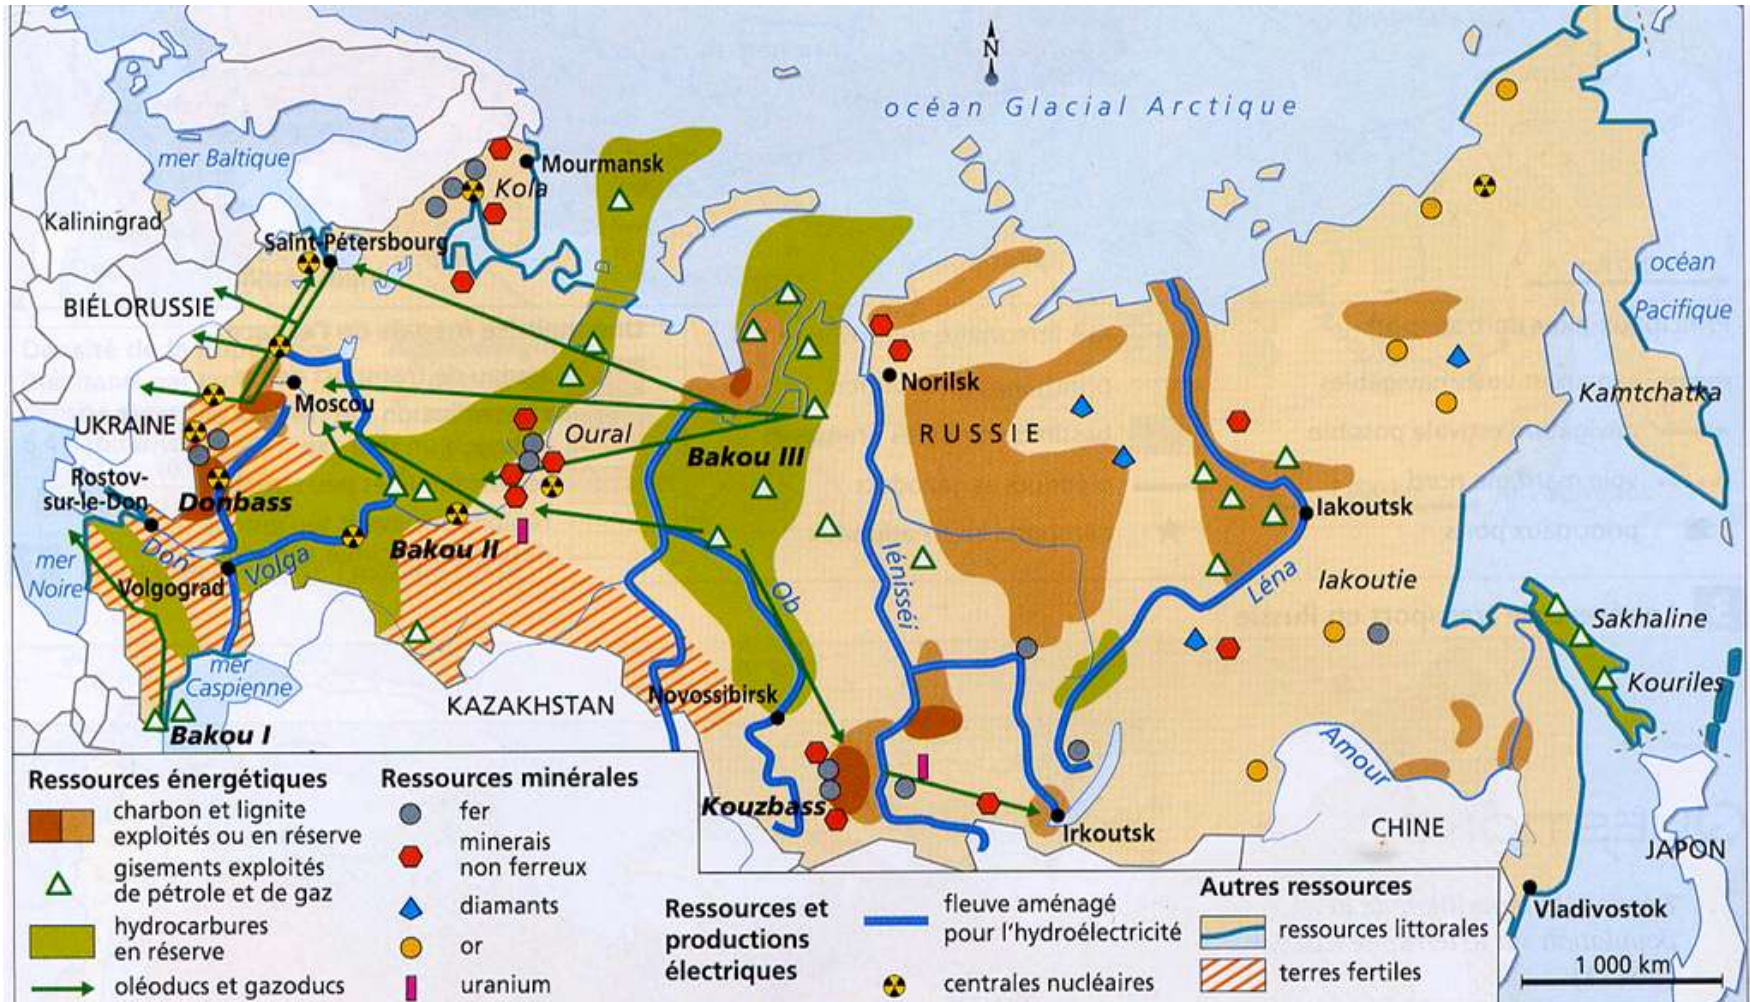 N
océan Glacial Arctique
mer Baltique
Mourmansk
Kola
Kaliningrad
Saint-Pétersbourg
océan
Pacifique
BIÉLORUSSIE
Norilsk
Kamtchatka
Moscou
UKRAINE
Oural
RUSSIE
Bakou III
Rostov-
sur-le-Don
Donbass
Iakoutsk
Bakou II
Don
Volga
mer
Noire
Volgograd
Ob
Iénisséi
Léna
Iakoutie
Sakhaline
mer
Caspienne
KAZAKHSTAN
Novossibirsk
Kouriles
Bakou I
Amour
Kouzbass
Irkoutsk
CHINE
JAPON
Vladivostok
1 000 km
Ressources énergétiques
charbon et lignite
exploités ou en réserve
gisements exploités
de pétrole et de gaz
hydrocarbures
en réserve
oléoducs et gazoducs
Ressources minérales
fer
minerais
non ferreux
diamants
or
uranium
Ressources et
productions
électriques
fleuve aménagé
pour l'hydroélectricité
centrales nucléaires
Autres ressources
ressources littorales
terres fertiles